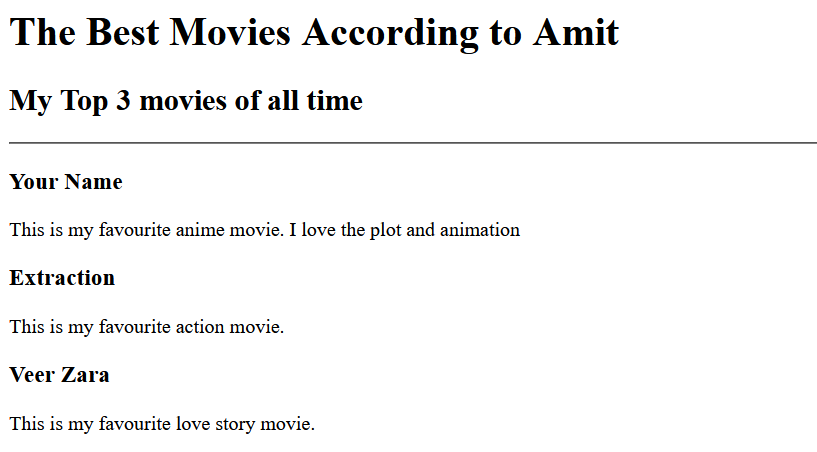 The Best Movies According to Amit
My Top 3 movies of all time
Your Name
This is my favourite anime movie. I love the plot and animation
Extraction
This is my favourite action movie.
Veer Zara
This is my favourite love story movie.